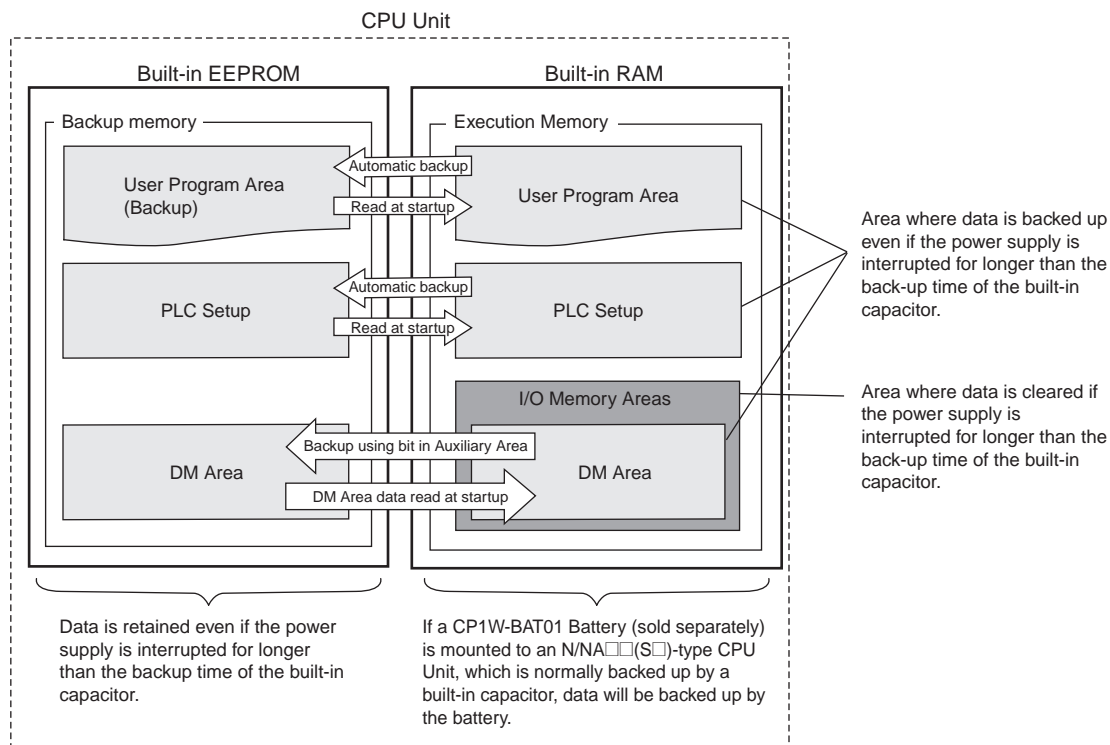 CPU Unit
Built-in EEPROM
Built-in RAM
Backup memory
Execution Memory
User Program Area
(Backup)
Automatic backup
Read at startup
User Program Area
PLC Setup
Automatic backup
Read at startup
PLC Setup
I/O Memory Areas
DM Area
Backup using bit in Auxiliary Area
DM Area data read at startup
DM Area
Area where data is backed up
even if the power supply is
interrupted for longer than the
back-up time of the built-in
capacitor.
Area where data is cleared if
the power supply is
interrupted for longer than the
back-up time of the built-in
capacitor.
Data is retained even if the power
supply is interrupted for longer
than the backup time of the built-in
capacitor.
If a CP1W-BAT01 Battery (sold separately)
is mounted to an N/NA□□(S□)-type CPU
Unit, which is normally backed up by a
built-in capacitor, data will be backed up by
the battery.